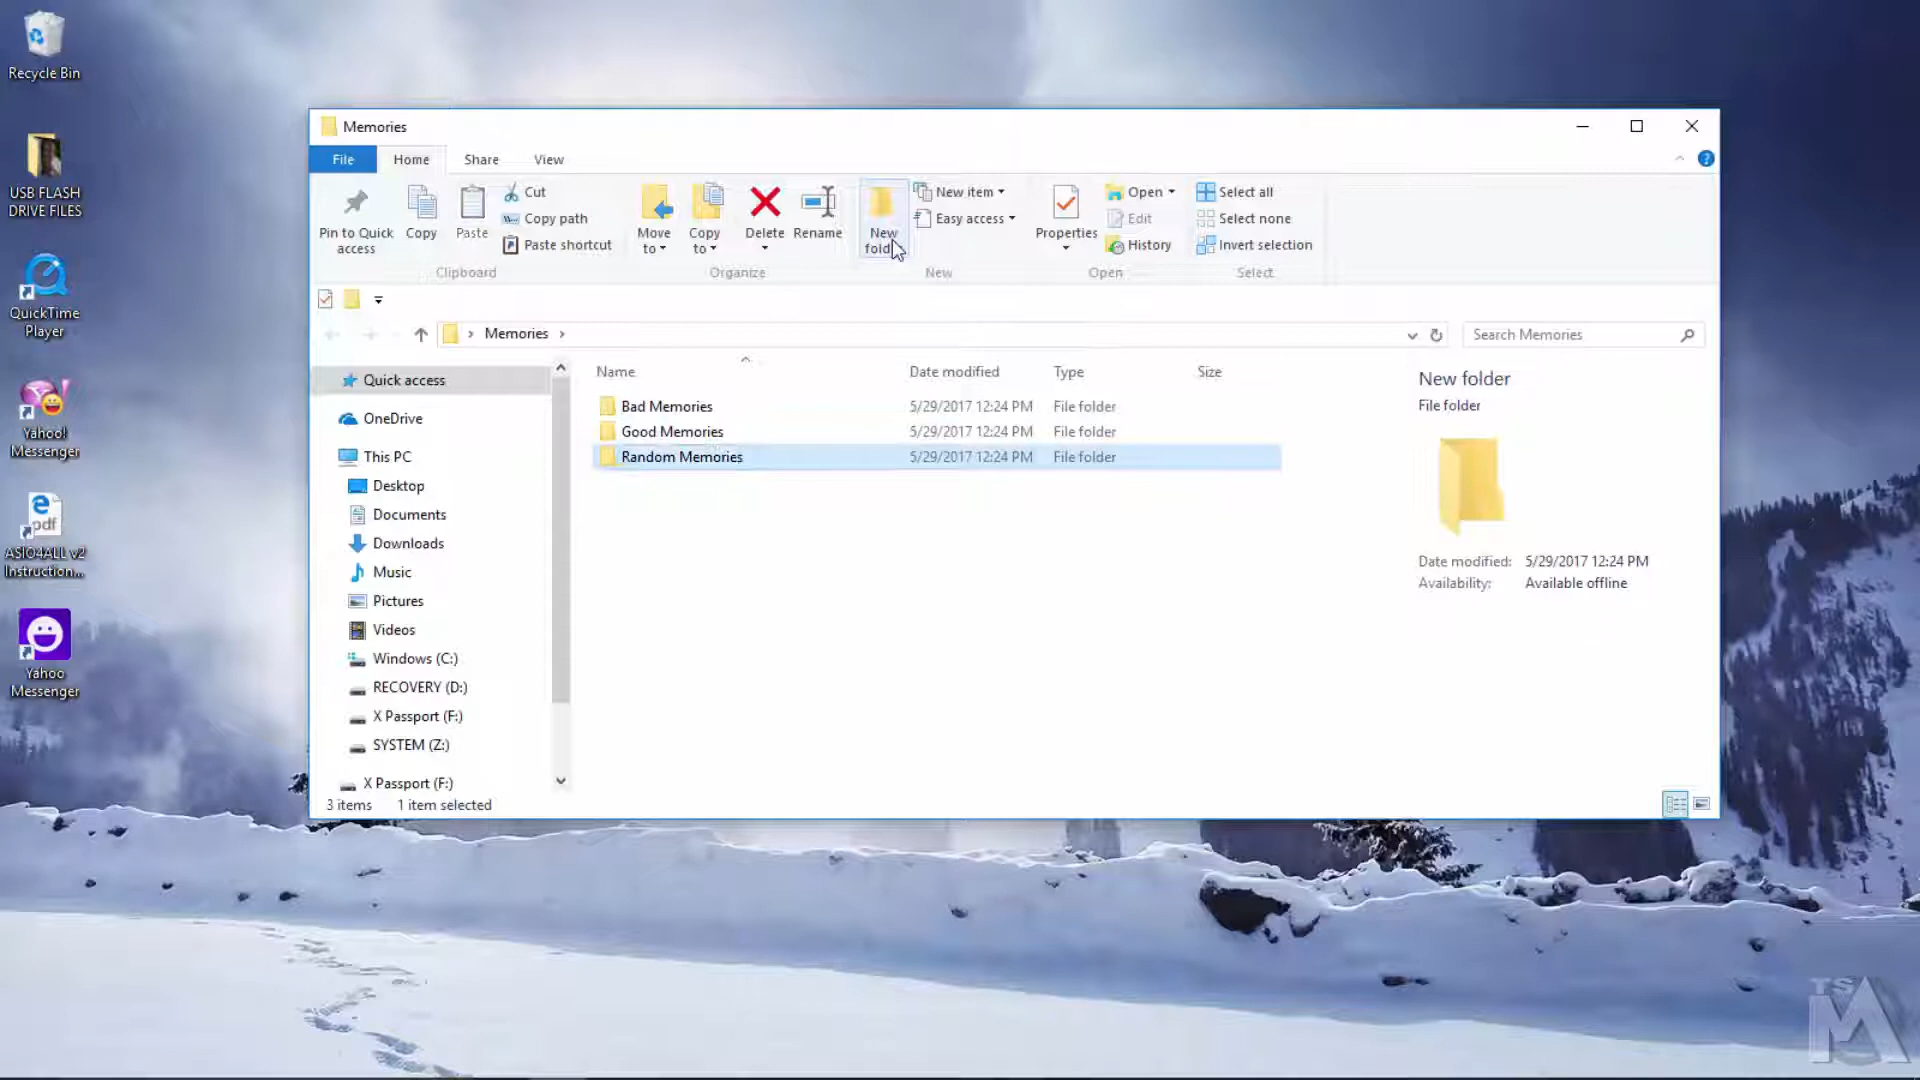 Recycle Bin
USB FLASH
DRIVE FILES
QuickTime
Player
Yahoo!
Messenger
pdf
ASIO4ALL v2
Instruction...
Yahoo
Messenger
Memories
File Home Share View
Pin to Quick
access
Copy
Paste
Cut
Copy path
Paste shortcut
Clipboard
Move
to
Copy
to
Delete
Rename
Organize
New
folder
New item
Easy access
New
Properties
Open
Edit
History
Open
Select all
Select none
Invert selection
Select
Memories
Search Memories
Quick access
OneDrive
This PC
Desktop
Documents
Downloads
Music
Pictures
Videos
Windows (C:)
RECOVERY (D:)
X Passport (F:)
SYSTEM (Z:)
X Passport (F:)
Name Date modified Type Size
Bad Memories 5/29/2017 12:24 PM File folder
Good Memories 5/29/2017 12:24 PM File folder
Random Memories 5/29/2017 12:24 PM File folder
New folder
File folder
Date modified: 5/29/2017 12:24 PM
Availability: Available offline
3 items 1 item selected
TSM